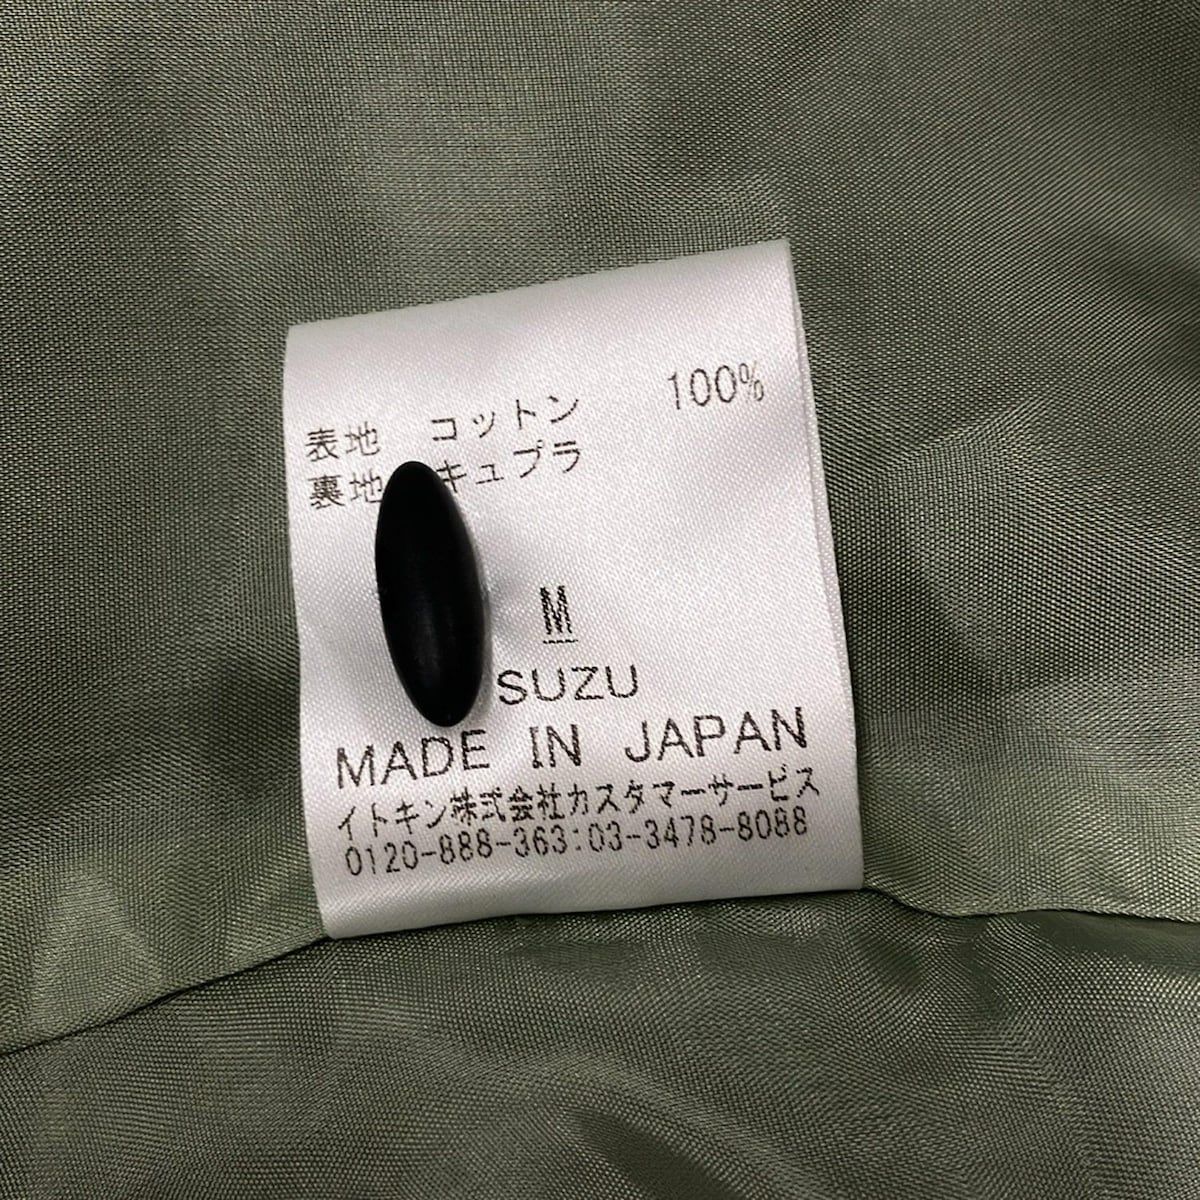 表地 コットン 100%
裏地 キュプラ
M
SUZU
MADE IN JAPAN
イトキン株式会社カスタマーサービス
0120-888-363:03-3478-8088